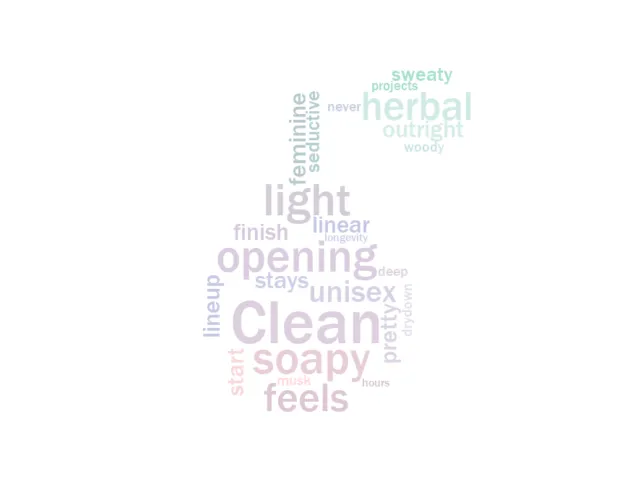 sweaty
projects
never
herbal
outright
woody
feminine
seductive
light
finish
linear
longevity
opening
deep
stays
unisex
lineup
Clean
pretty
drydown
start
soapy
musk
hours
feels